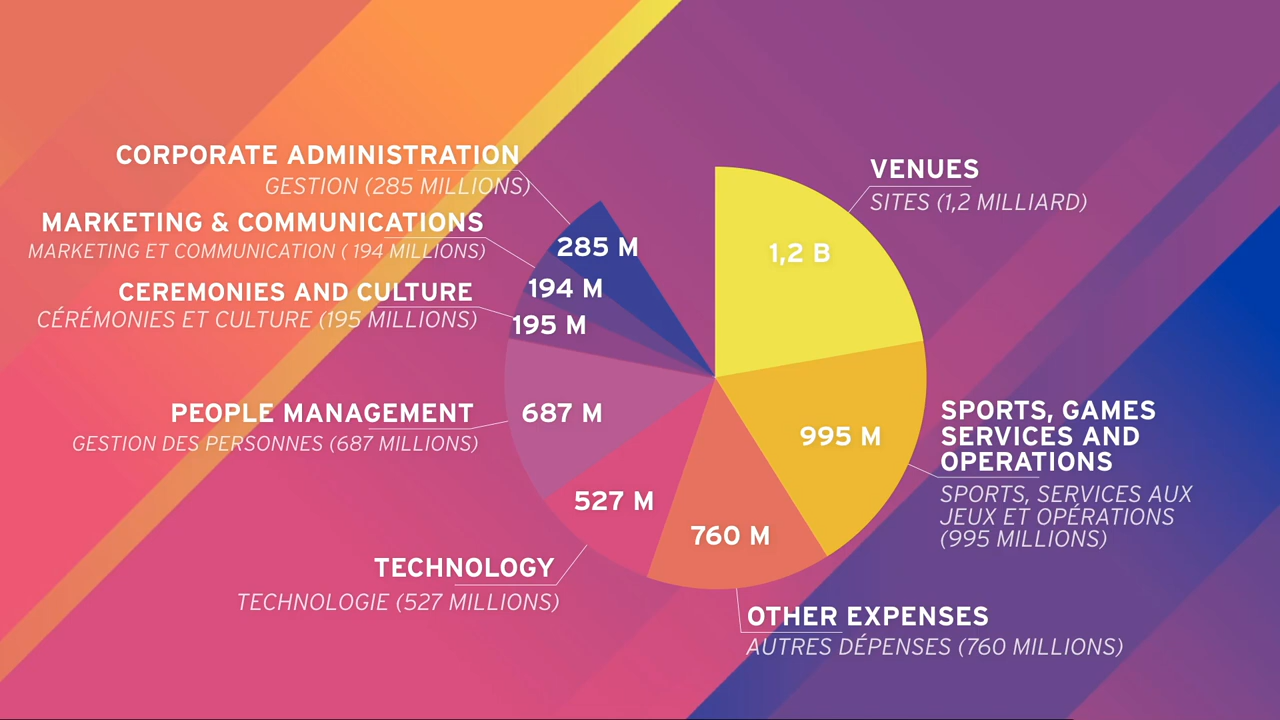 CORPORATE ADMINISTRATION
GESTION (285 MILLIONS)
MARKETING & COMMUNICATIONS
MARKETING ET COMMUNICATION ( 194 MILLIONS)
CEREMONIES AND CULTURE
CÉRÉMONIES ET CULTURE (195 MILLIONS)
PEOPLE MANAGEMENT
GESTION DES PERSONNES (687 MILLIONS)
TECHNOLOGY
TECHNOLOGIE (527 MILLIONS)
285 M
194 M
195 M
687 M
527 M
760 M
995 M
1,2 B
VENUES
SITES (1,2 MILLIARD)
SPORTS, GAMES
SERVICES AND
OPERATIONS
SPORTS, SERVICES AUX
JEUX ET OPÉRATIONS
(995 MILLIONS)
OTHER EXPENSES
AUTRES DÉPENSES (760 MILLIONS)